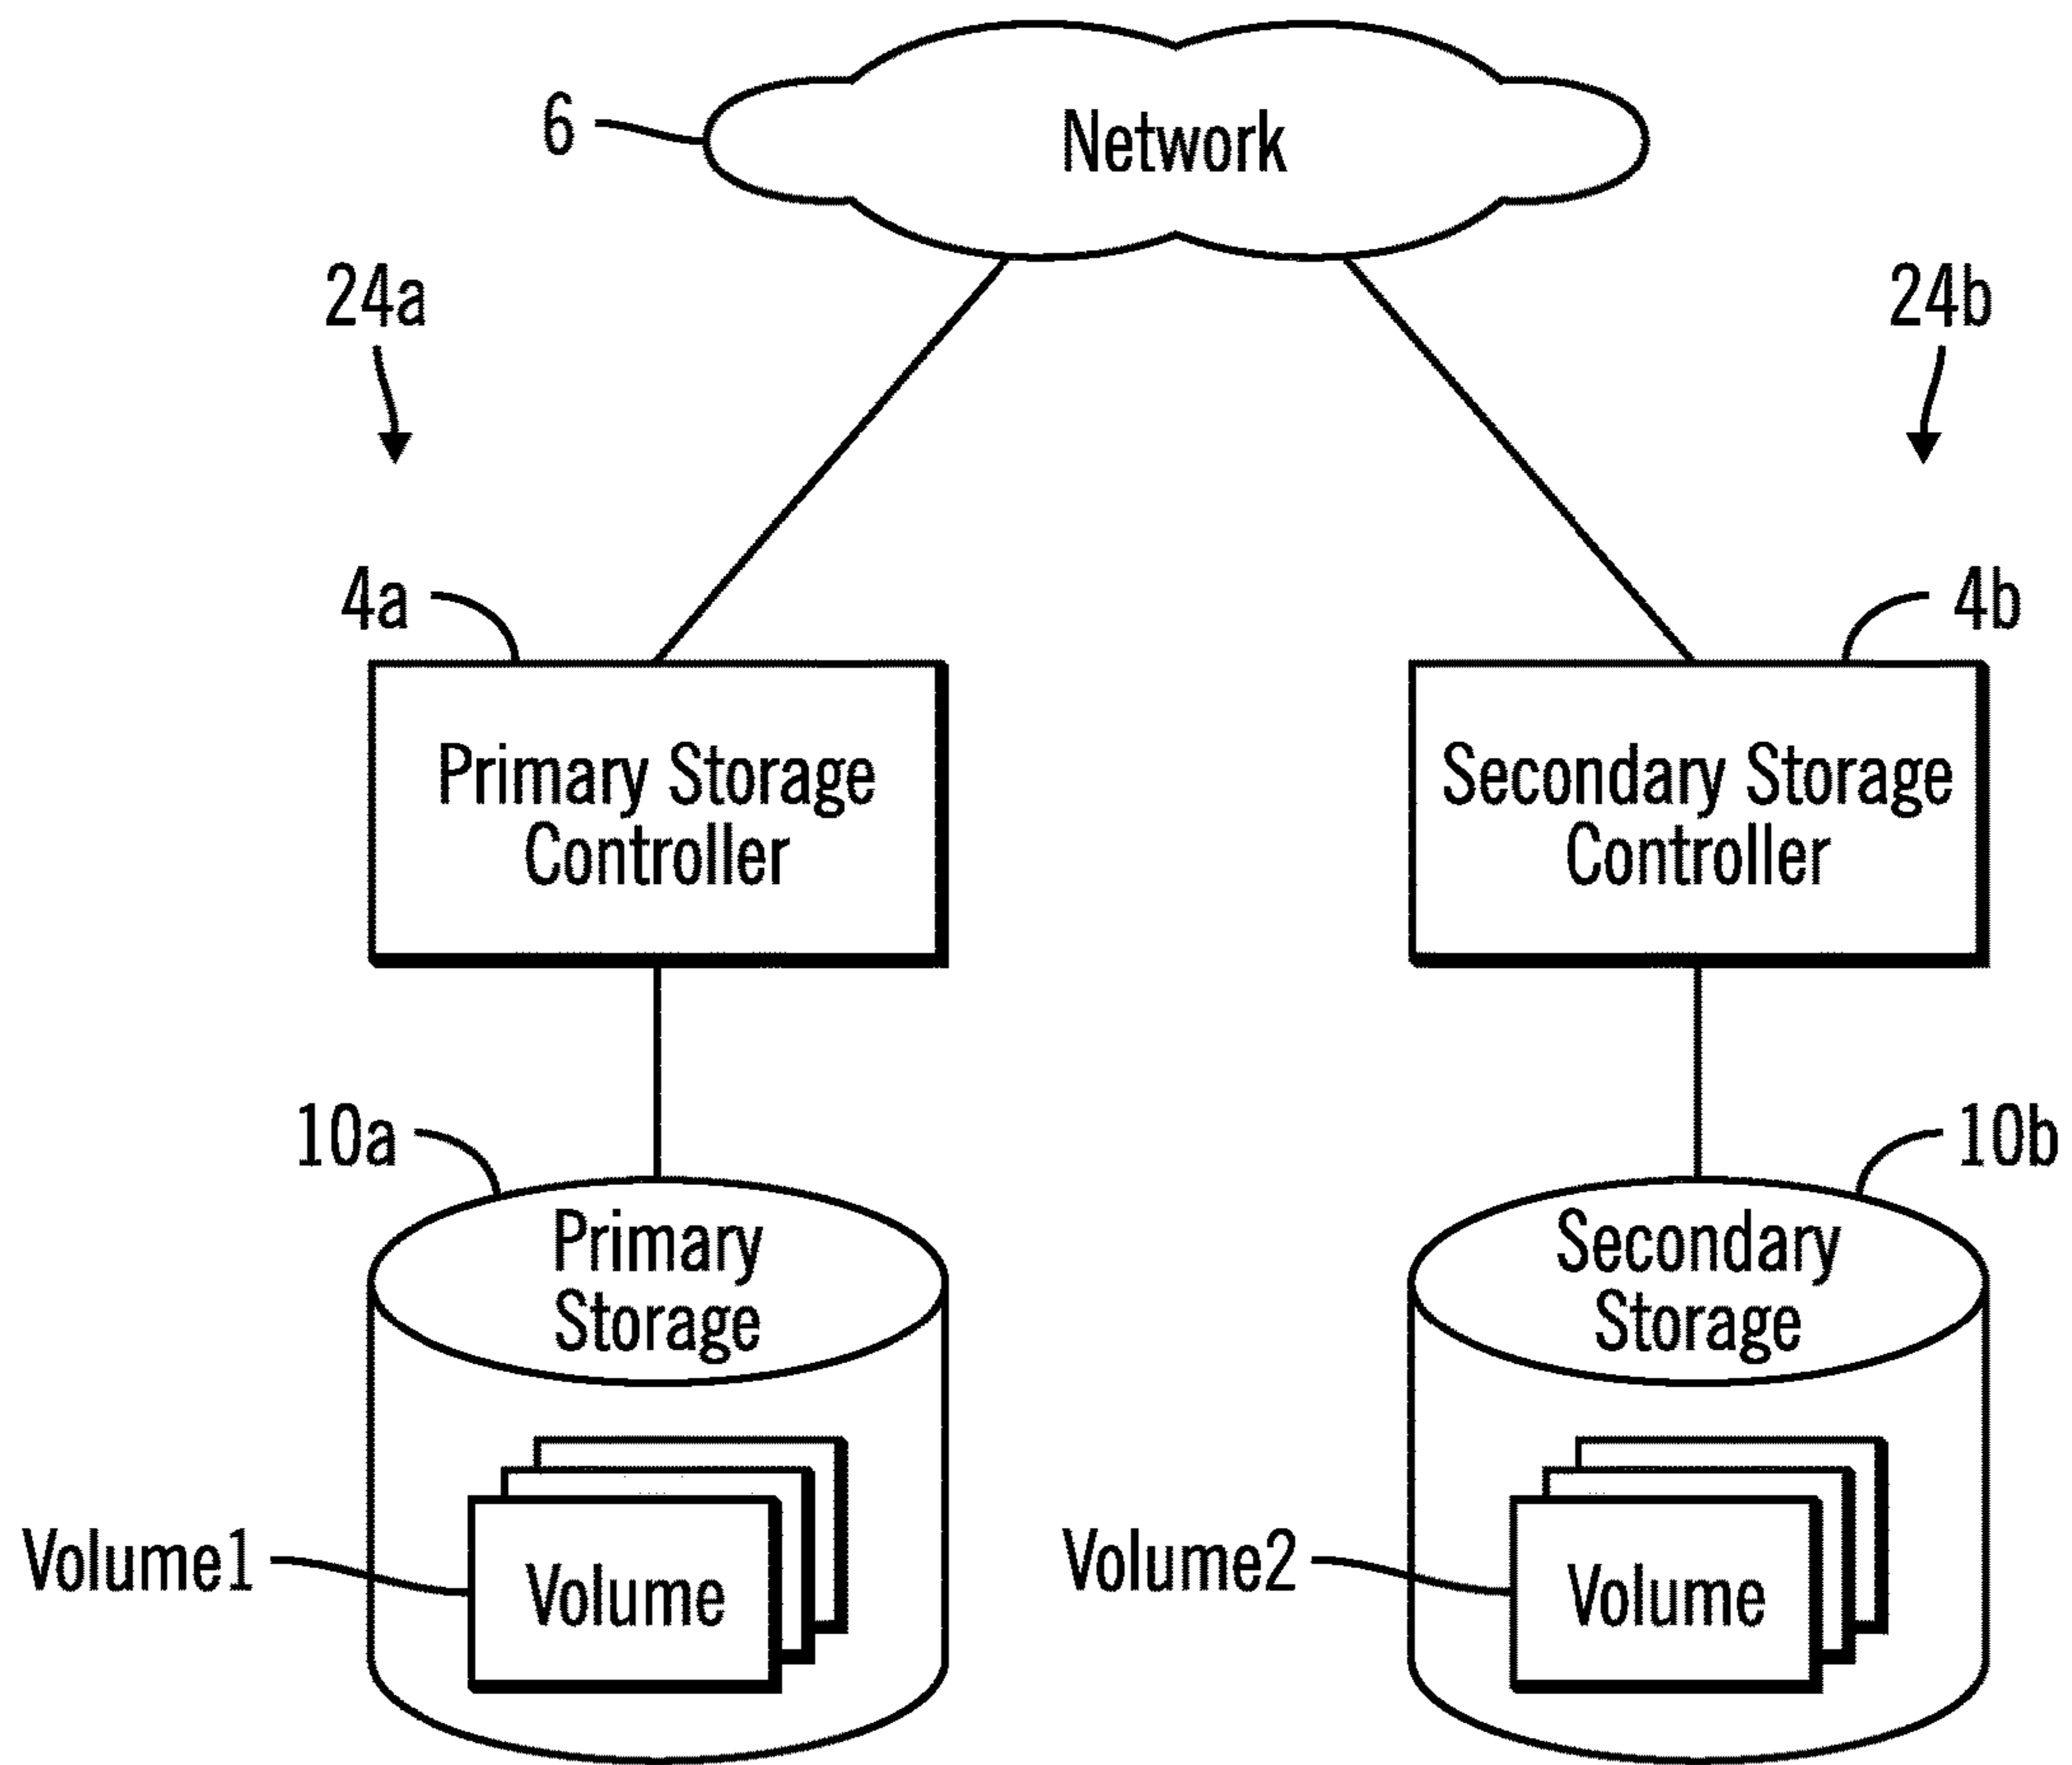 6
Network
24a
24b
4a
4b
Primary Storage
Controller
Secondary Storage
Controller
10a
10b
Primary
Storage
Secondary
Storage
Volume1
Volume
Volume2
Volume